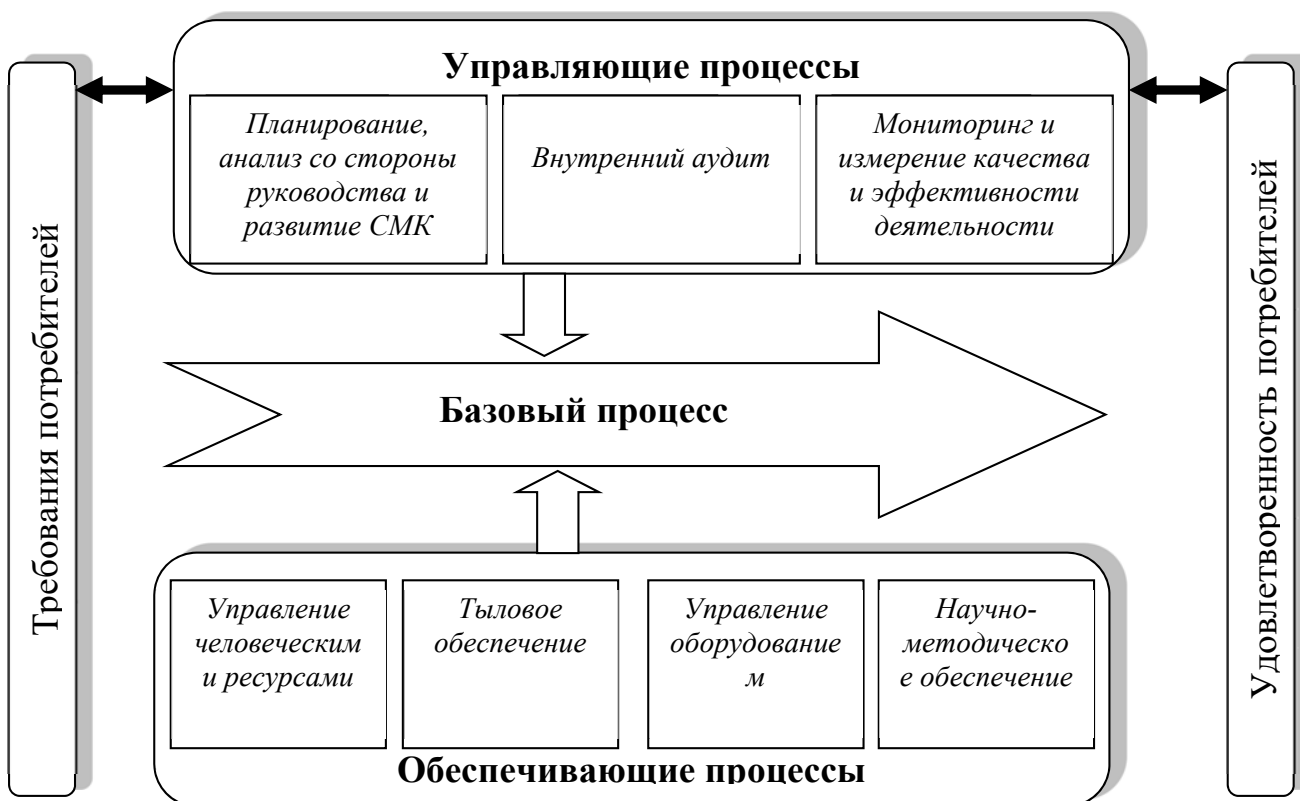 Требования потребителей
Управляющие процессы
Планирование,
анализ со стороны
руководства и
развитие СМК
Внутренний аудит
Мониторинг и
измерение качества
и эффективности
деятельности
Базовый процесс
Управление
человеческим
и ресурсами
Тыловое
обеспечение
Управление
оборудование
м
Научно-
методическо
е обеспечение
Обеспечивающие процессы
Удовлетворенность потребителей